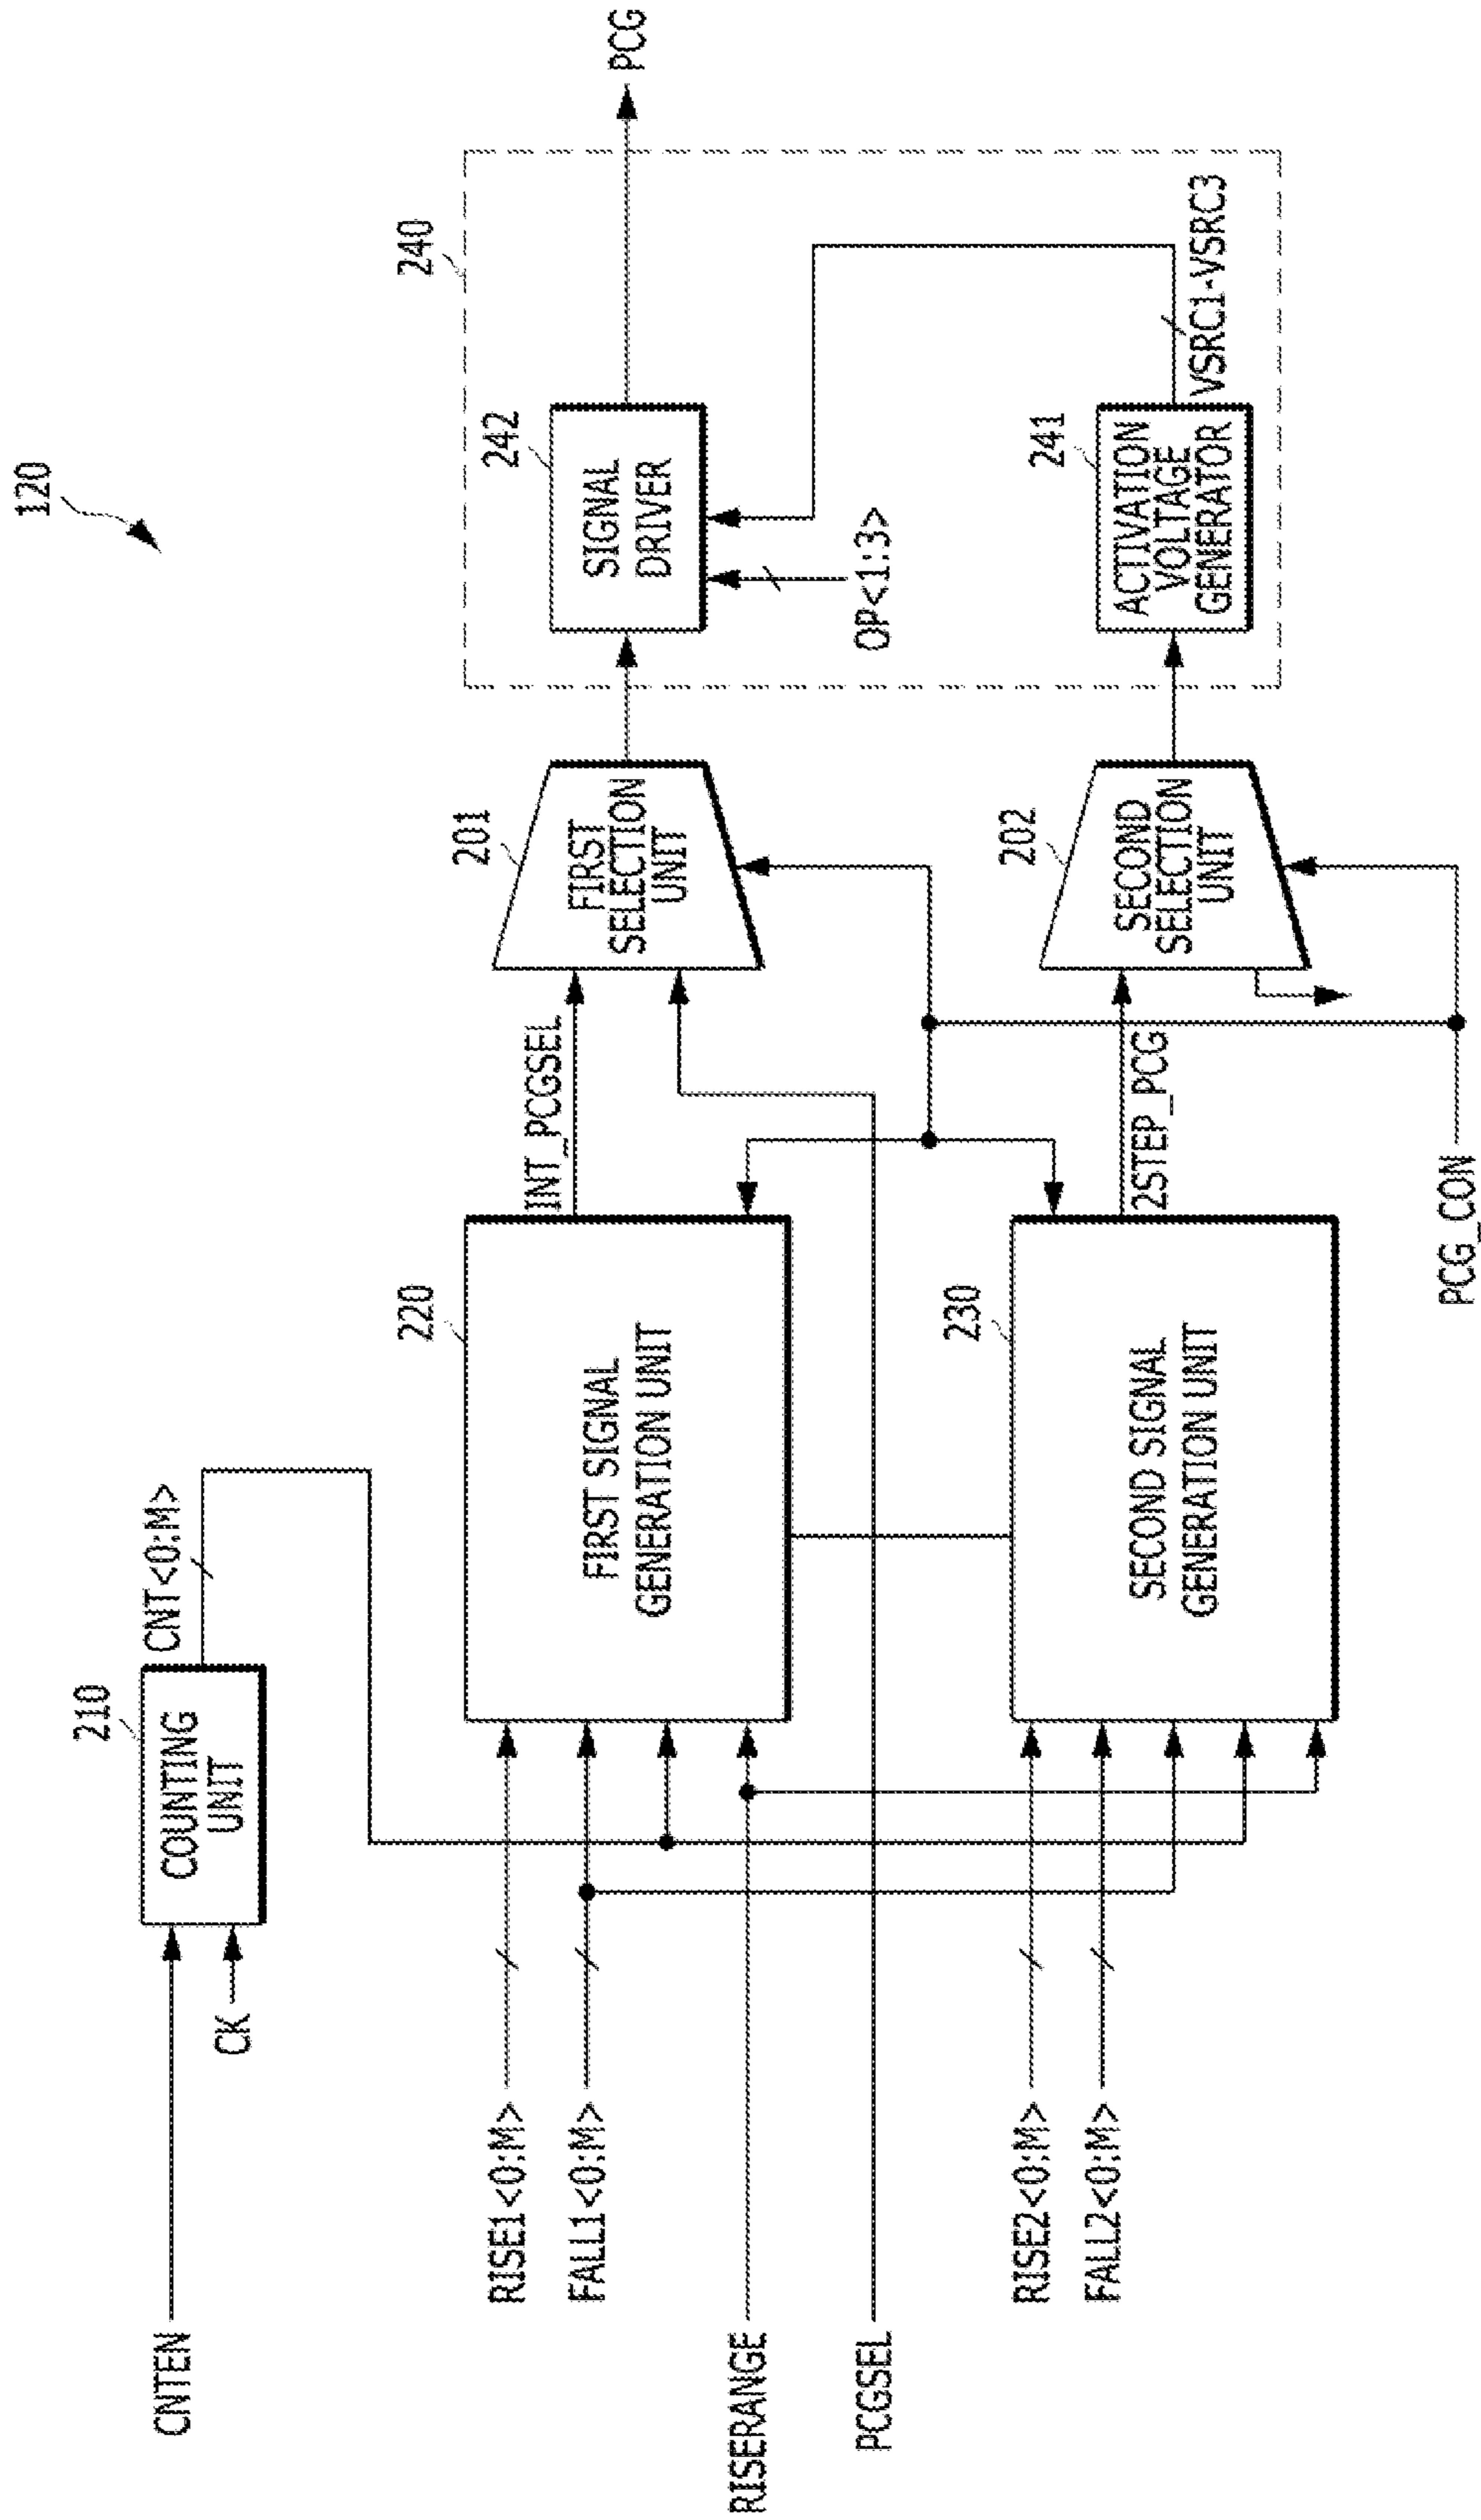 120
CNTEN
CK
210
COUNTING
UNIT
CNT<0:M>
RISE1<0:M>
FALL1<0:M>
RISERANGE
PCGSEL
RISE2<0:M>
FALL2<0:M>
220
FIRST SIGNAL
GENERATION UNIT
INT_PCGSEL
230
SECOND SIGNAL
GENERATION UNIT
2STEP_PCG
PCG_CON
201
FIRST
SELECTION
UNIT
202
SECOND
SELECTION
UNIT
240
242
SIGNAL
DRIVER
OP<1:3>
241
ACTIVATION
VOLTAGE
GENERATOR
VSRC1-VSRC3
PCG